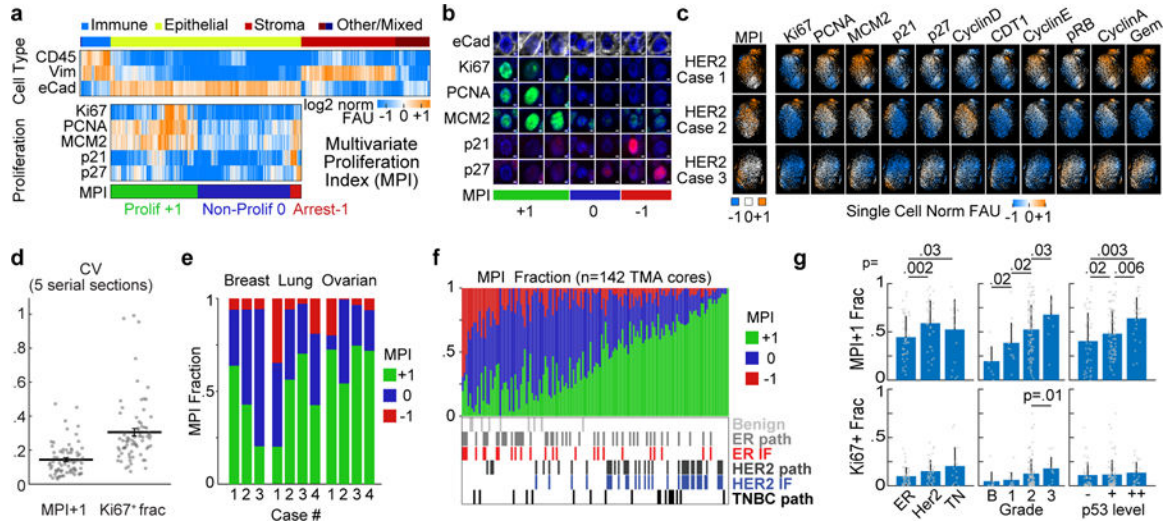 a
Immune Epithelial Stroma Other/Mixed
Cell Type
CD45
Vim
eCad
log2 norm
FAU -1 0 +1
Proliferation
Ki67
PCNA
MCM2
p21
p27
Multivariate
Proliferation
Index (MPI)
MPI
Prolif +1 Non-Prolif 0 Arrest-1
b
eCad
Ki67
PCNA
MCM2
p21
p27
MPI
+1 0 -1
c
MPI Ki67 PCNA MCM2 p21 p27 CyclinD CDT1 CyclinE pRB CyclinA Gem
HER2
Case 1
HER2
Case 2
HER2
Case 3
-1 0+1
Single Cell Norm FAU
-1 0+1
d
CV
(5 serial sections)
1
.8
.6
.4
.2
0
MPI+1 Ki67+ frac
e
Breast Lung Ovarian
MPI Fraction
1
.5
0
MPI
+1
0
-1
1 2 3 1 2 3 4 1 2 3 4
Case #
f
MPI Fraction (n=142 TMA cores)
1
.5
0
MPI
+1
0
-1
Benign
ER path
ER IF
HER2 path
HER2 IF
TNBC path
g
p=
.03
.002
.03
.02
.02
.003
.02 .006
MPI+1 Frac
1
.5
0
p=.01
Ki67+ Frac
1
.5
0
ER Her2 TN
B 1 2 3
Grade
- + ++
p53 level